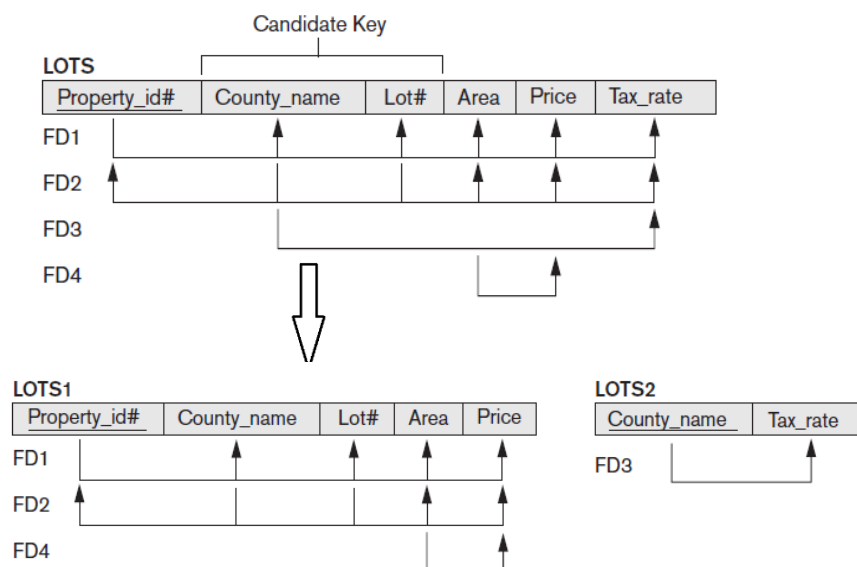 Candidate Key
LOTS
Property_id# County_name Lot# Area Price Tax_rate
FD1
FD2
FD3
FD4
LOTS1
Property_id# County_name Lot# Area Price
FD1
FD2
FD4
LOTS2
County_name Tax_rate
FD3